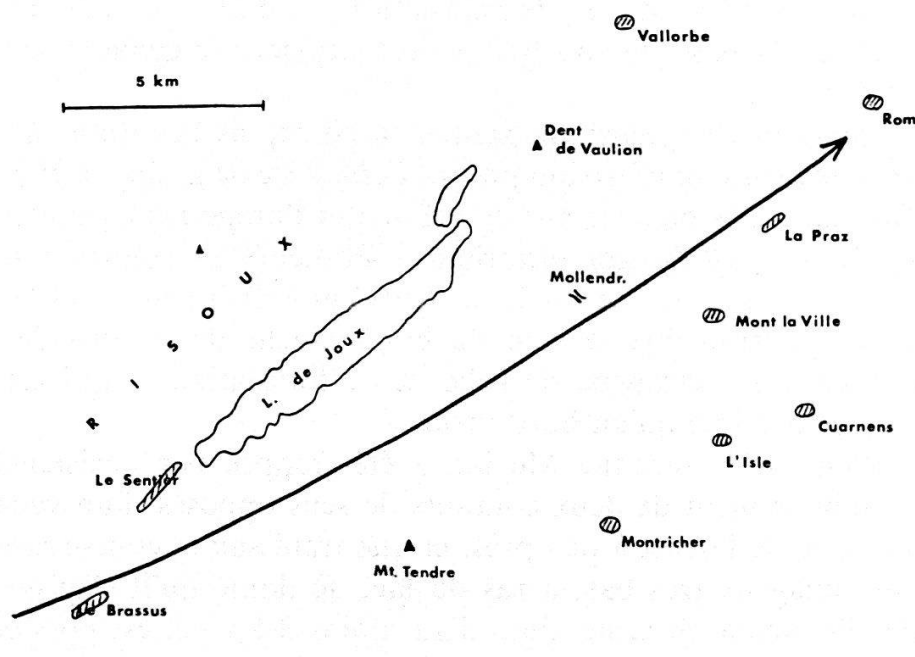 Vallorbe
5 km
Rom
Dent
de Vaulion
La Praz
RISOUX
Mollendr.
Mont la Ville
L. de Joux
Cuarnens
L'Isle
Le Sentier
Montricher
Mt. Tendre
Le Brassus